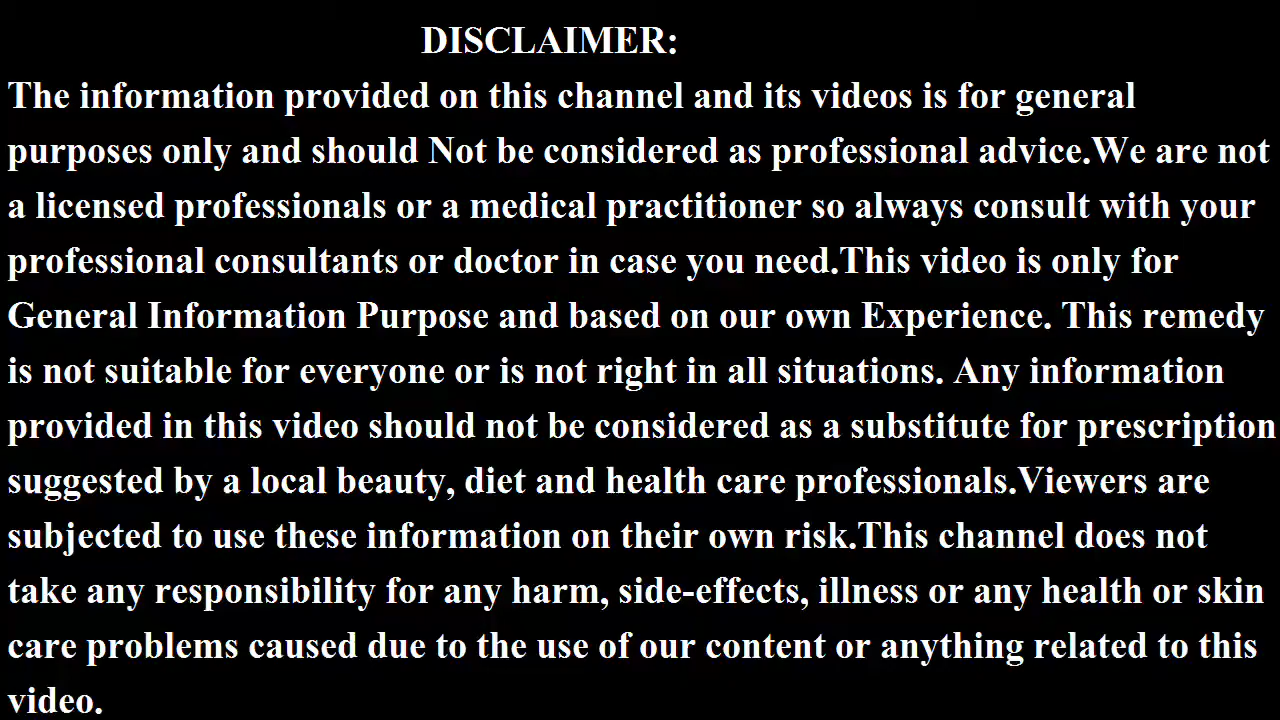 DISCLAIMER:
The information provided on this channel and its videos is for general
purposes only and should Not be considered as professional advice.We are not
a licensed professionals or a medical practitioner so always consult with your
professional consultants or doctor in case you need.This video is only for
General Information Purpose and based on our own Experience. This remedy
is not suitable for everyone or is not right in all situations. Any information
provided in this video should not be considered as a substitute for prescription
suggested by a local beauty, diet and health care professionals.Viewers are
subjected to use these information on their own risk.This channel does not
take any responsibility for any harm, side-effects, illness or any health or skin
care problems caused due to the use of our content or anything related to this
video.